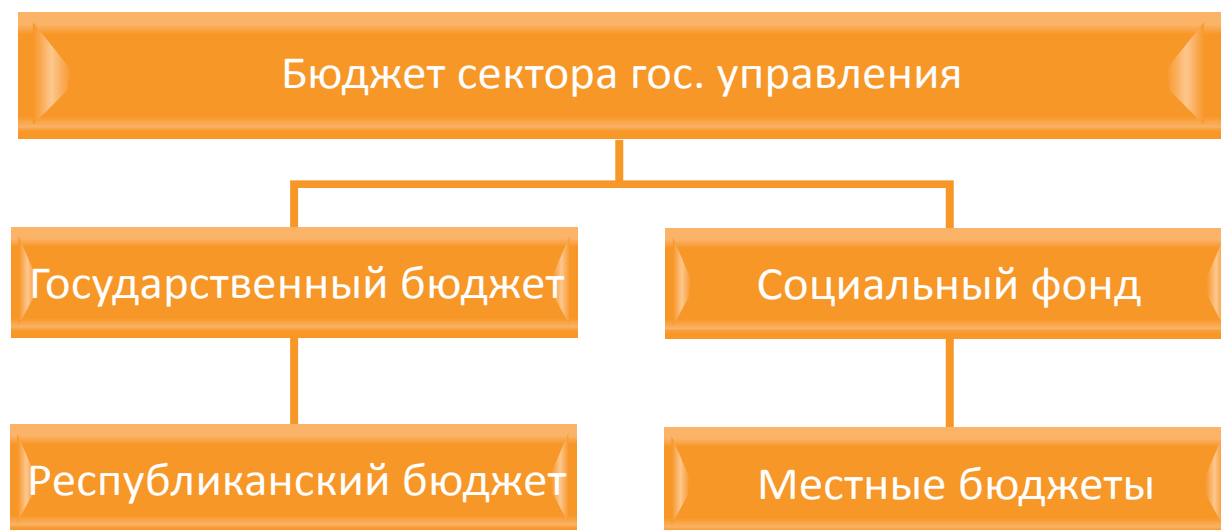 Бюджет сектора гос. управления
Государственный бюджет
Социальный фонд
Республиканский бюджет
Местные бюджеты